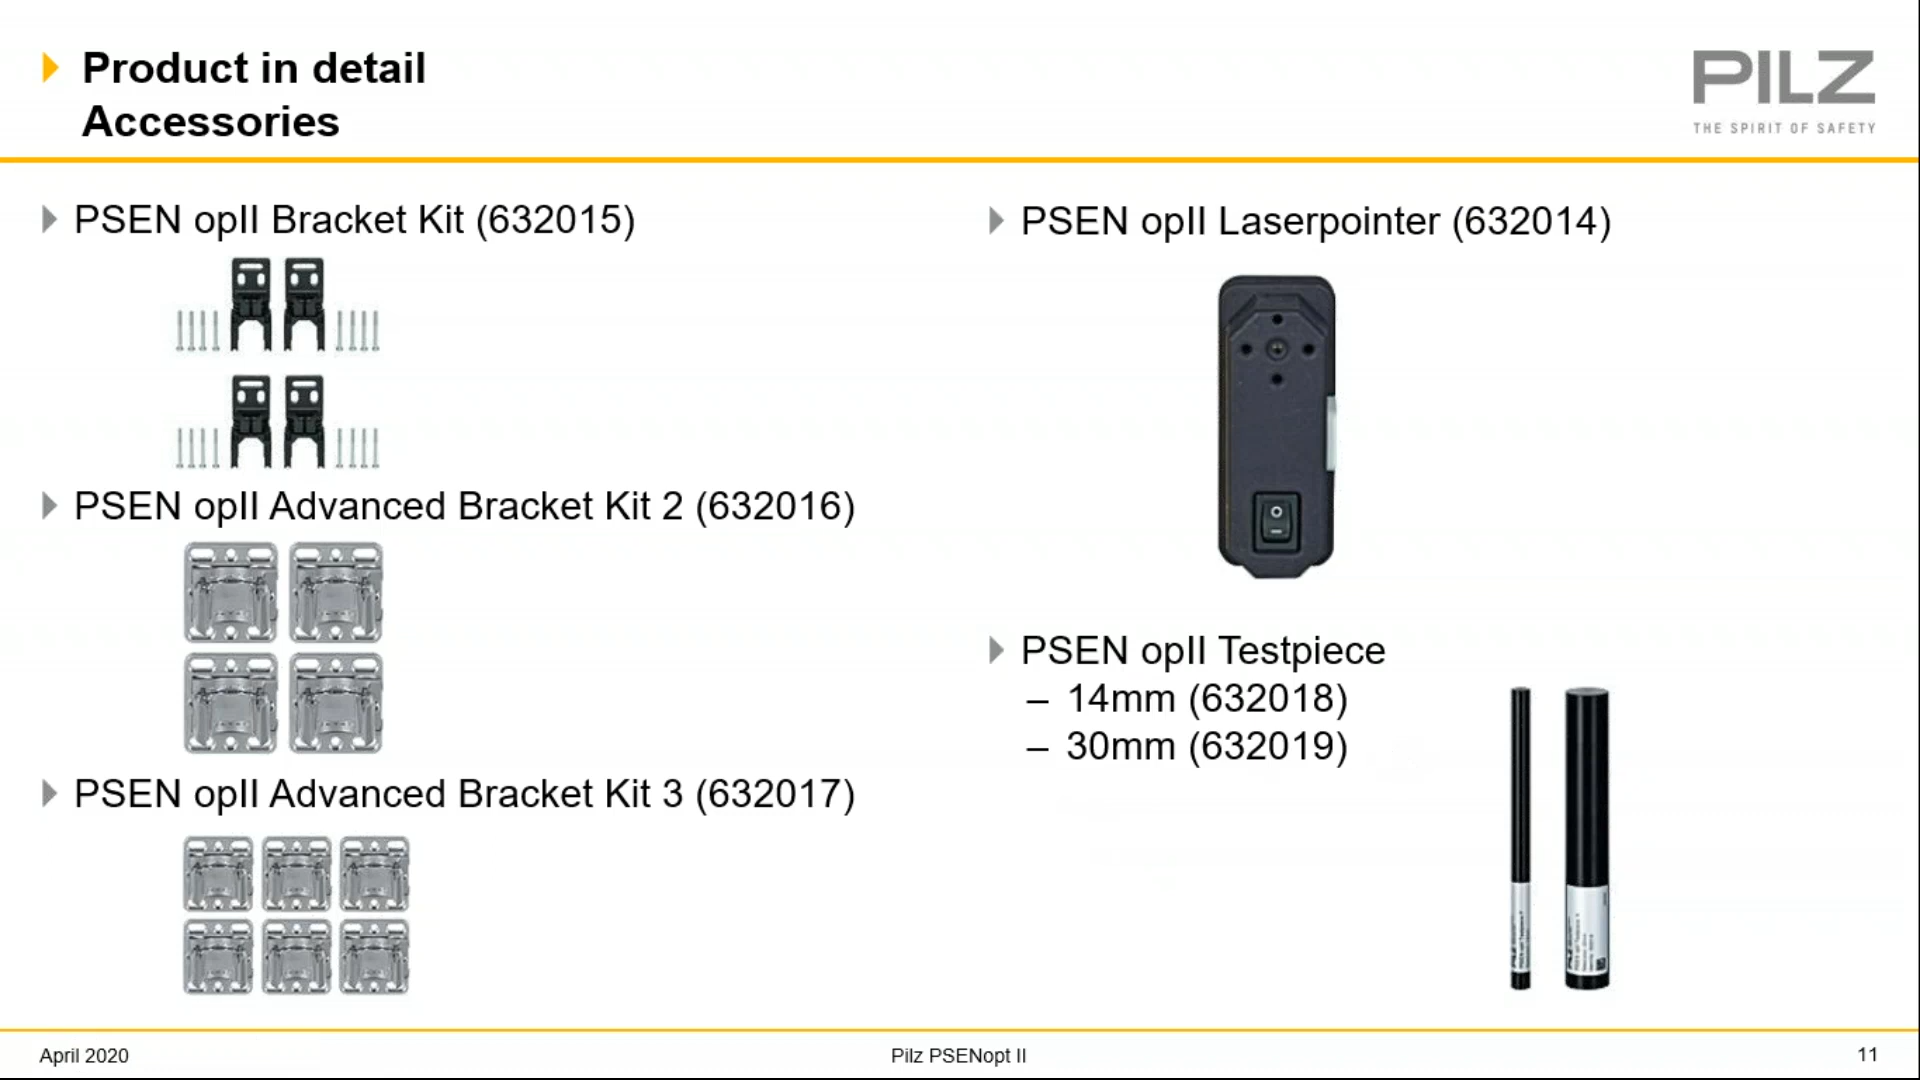 Product in detail
Accessories
PILZ
THE SPIRIT OF SAFETY
PSEN opII Bracket Kit (632015)
PSEN opII Advanced Bracket Kit 2 (632016)
PSEN opII Advanced Bracket Kit 3 (632017)
PSEN opII Laserpointer (632014)
PSEN opII Testpiece
– 14mm (632018)
– 30mm (632019)
April 2020
Pilz PSENopt II
11